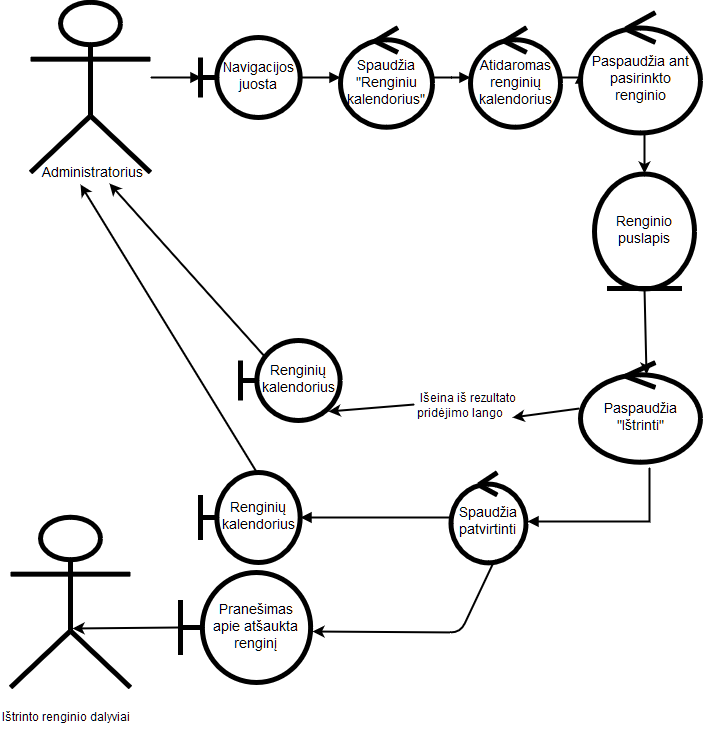 Administratorius
Navigacijos
juosta
Spaudžia
"Renginiu
kalendorius"
Atidaromas
renginių
kalendorius
Paspaudžia ant
pasirinkto
renginio
Renginio
puslapis
Paspaudžia
"Ištrinti"
Išeina iš rezultato
pridėjimo lango
Renginių
kalendorius
Spaudžia
patvirtinti
Renginių
kalendorius
Pranešimas
apie atšaukta
renginį
Ištrinto renginio dalyviai